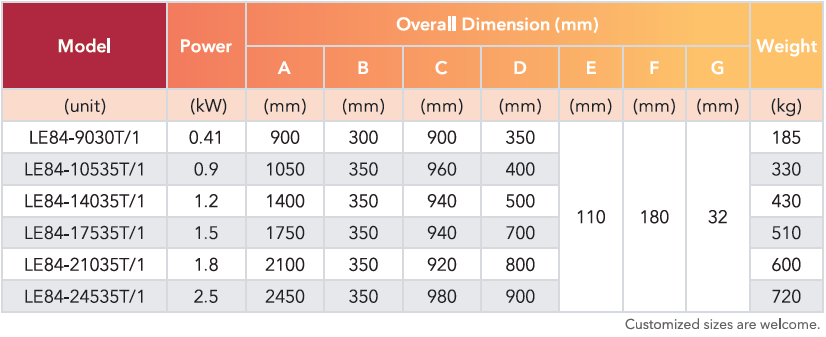 Model Power Overall Dimension (mm) Weight
A B C D E F G
(unit) (kW) (mm) (mm) (mm) (mm) (mm) (mm) (mm) (kg)
LE84-9030T/1 0.41 900 300 900 350 110 180 32 185
LE84-10535T/1 0.9 1050 350 960 400 330
LE84-14035T/1 1.2 1400 350 940 500 430
LE84-17535T/1 1.5 1750 350 940 700 510
LE84-21035T/1 1.8 2100 350 920 800 600
LE84-24535T/1 2.5 2450 350 980 900 720
Customized sizes are welcome.